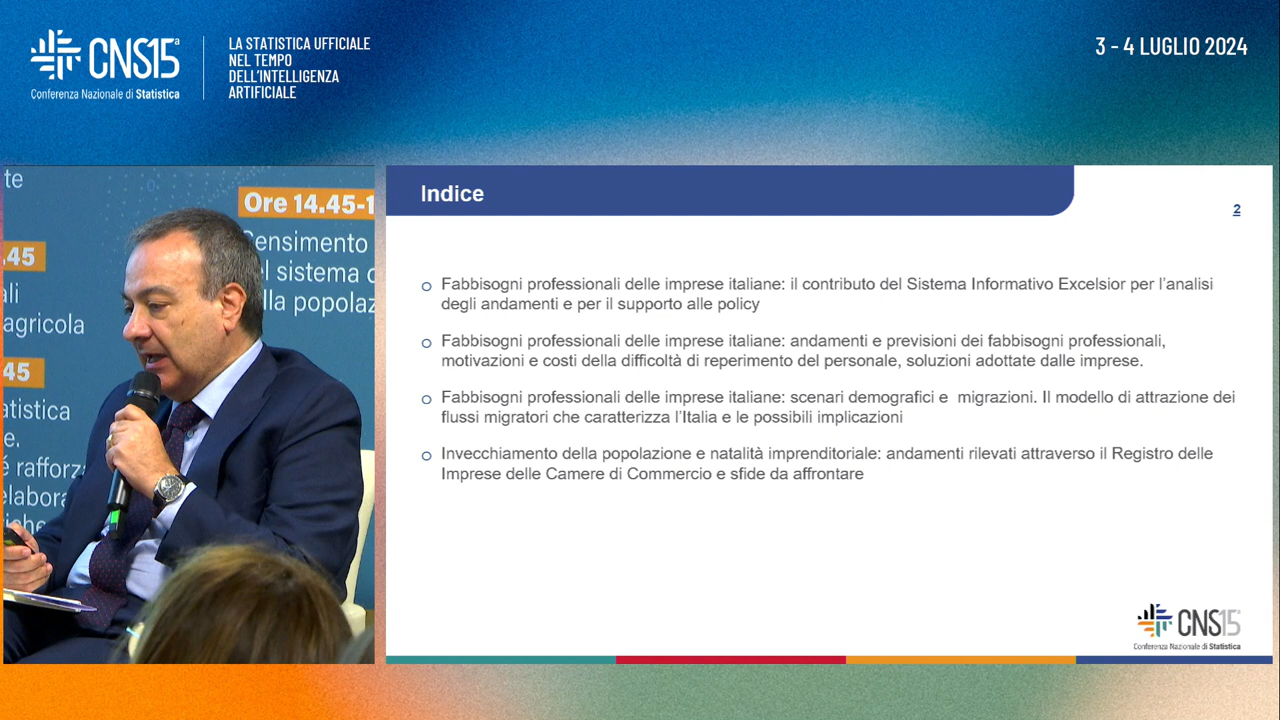 CNS15ª
Conferenza Nazionale di Statistica
LA STATISTICA UFFICIALE
NEL TEMPO
DELL'INTELLIGENZA
ARTIFICIALE
3 - 4 LUGLIO 2024
te
.45
ali
agricola
45
atistica
e.
é rafforza
elabora
iche
Ore 14.45-1
Censimento
el sistema d
lla popolaz
Indice
2
Fabbisogni professionali delle imprese italiane: il contributo del Sistema Informativo Excelsior per l'analisi
degli andamenti e per il supporto alle policy
Fabbisogni professionali delle imprese italiane: andamenti e previsioni dei fabbisogni professionali,
motivazioni e costi della difficoltà di reperimento del personale, soluzioni adottate dalle imprese.
Fabbisogni professionali delle imprese italiane: scenari demografici e migrazioni. Il modello di attrazione dei
flussi migratori che caratterizza l'Italia e le possibili implicazioni
Invecchiamento della popolazione e natalità imprenditoriale: andamenti rilevati attraverso il Registro delle
Imprese delle Camere di Commercio e sfide da affrontare
CNS15ª
Conferenza Nazionale di Statistica